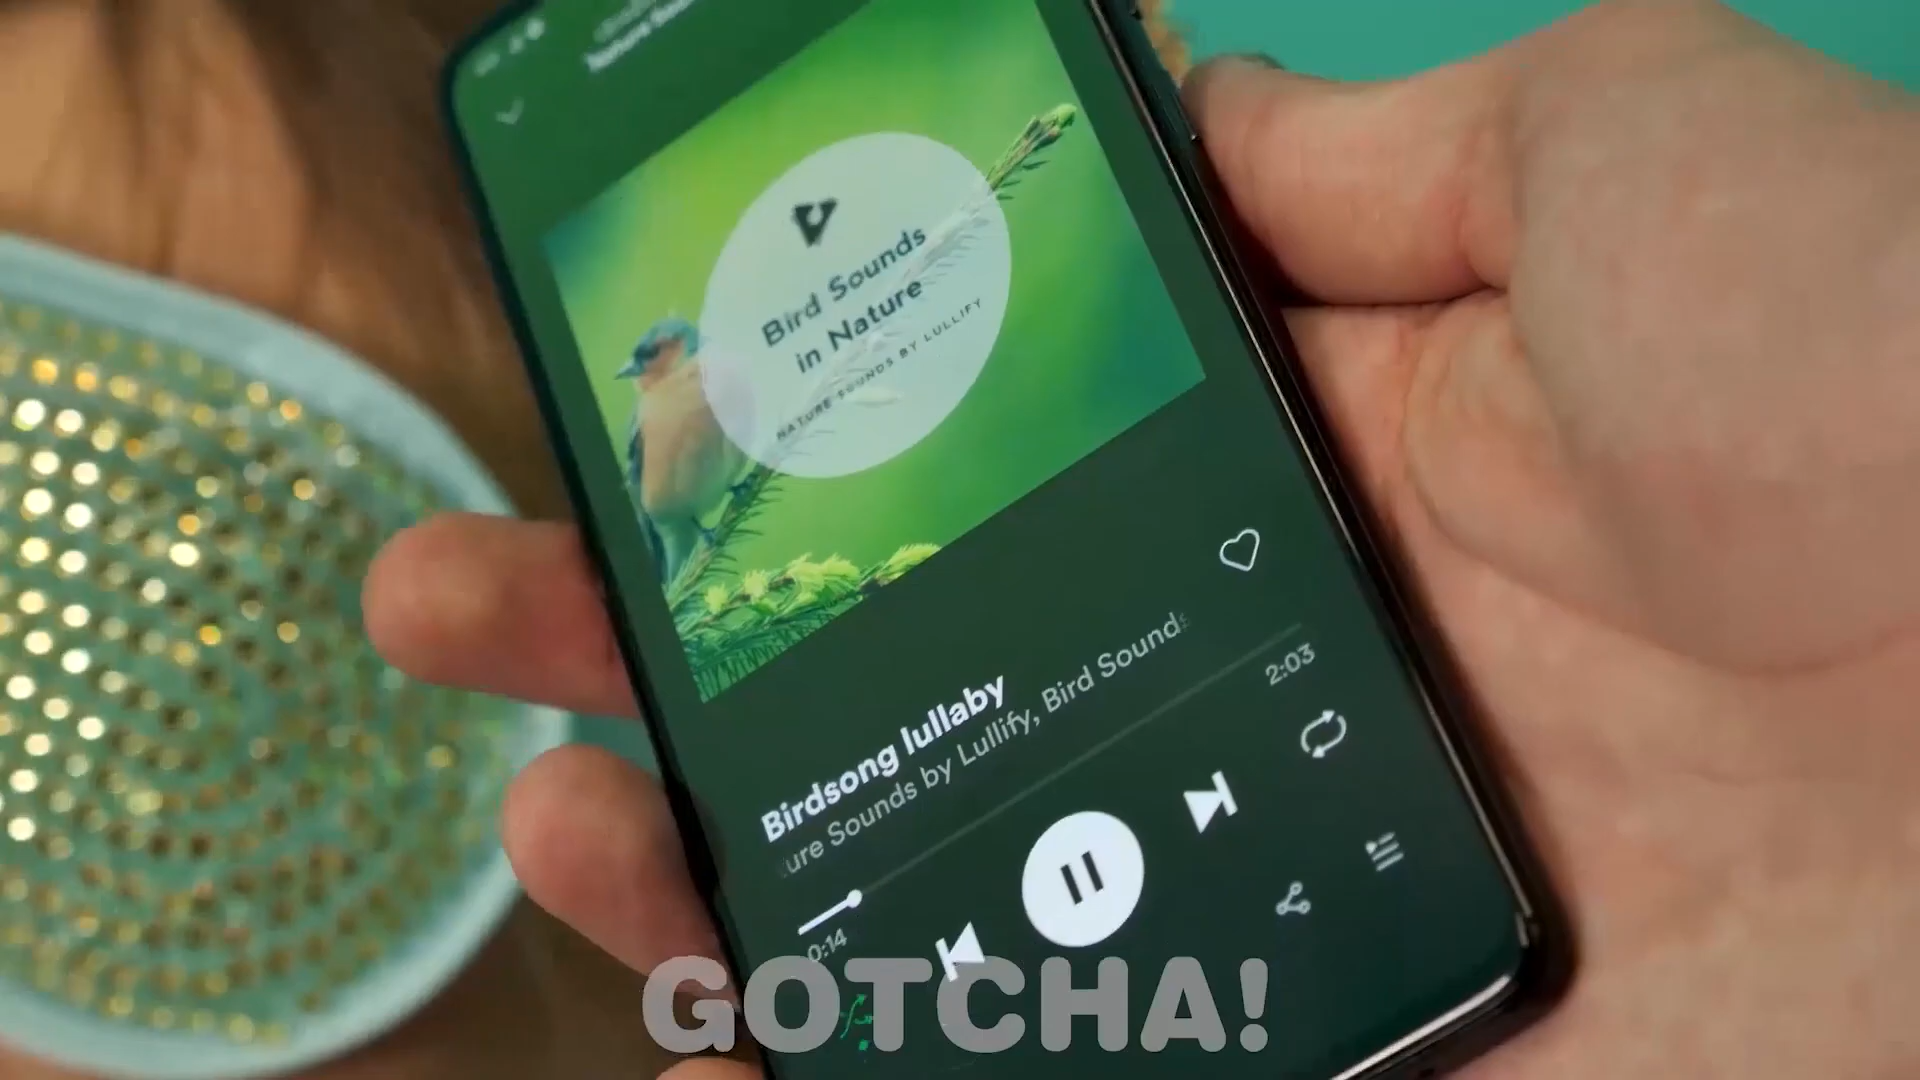 Bird Sounds
in Nature
NATURE SOUNDS BY LULLIFY
Birdsong lullaby
ure Sounds by Lullify, Bird Sounds
0:14
2:03
GOTCHA!